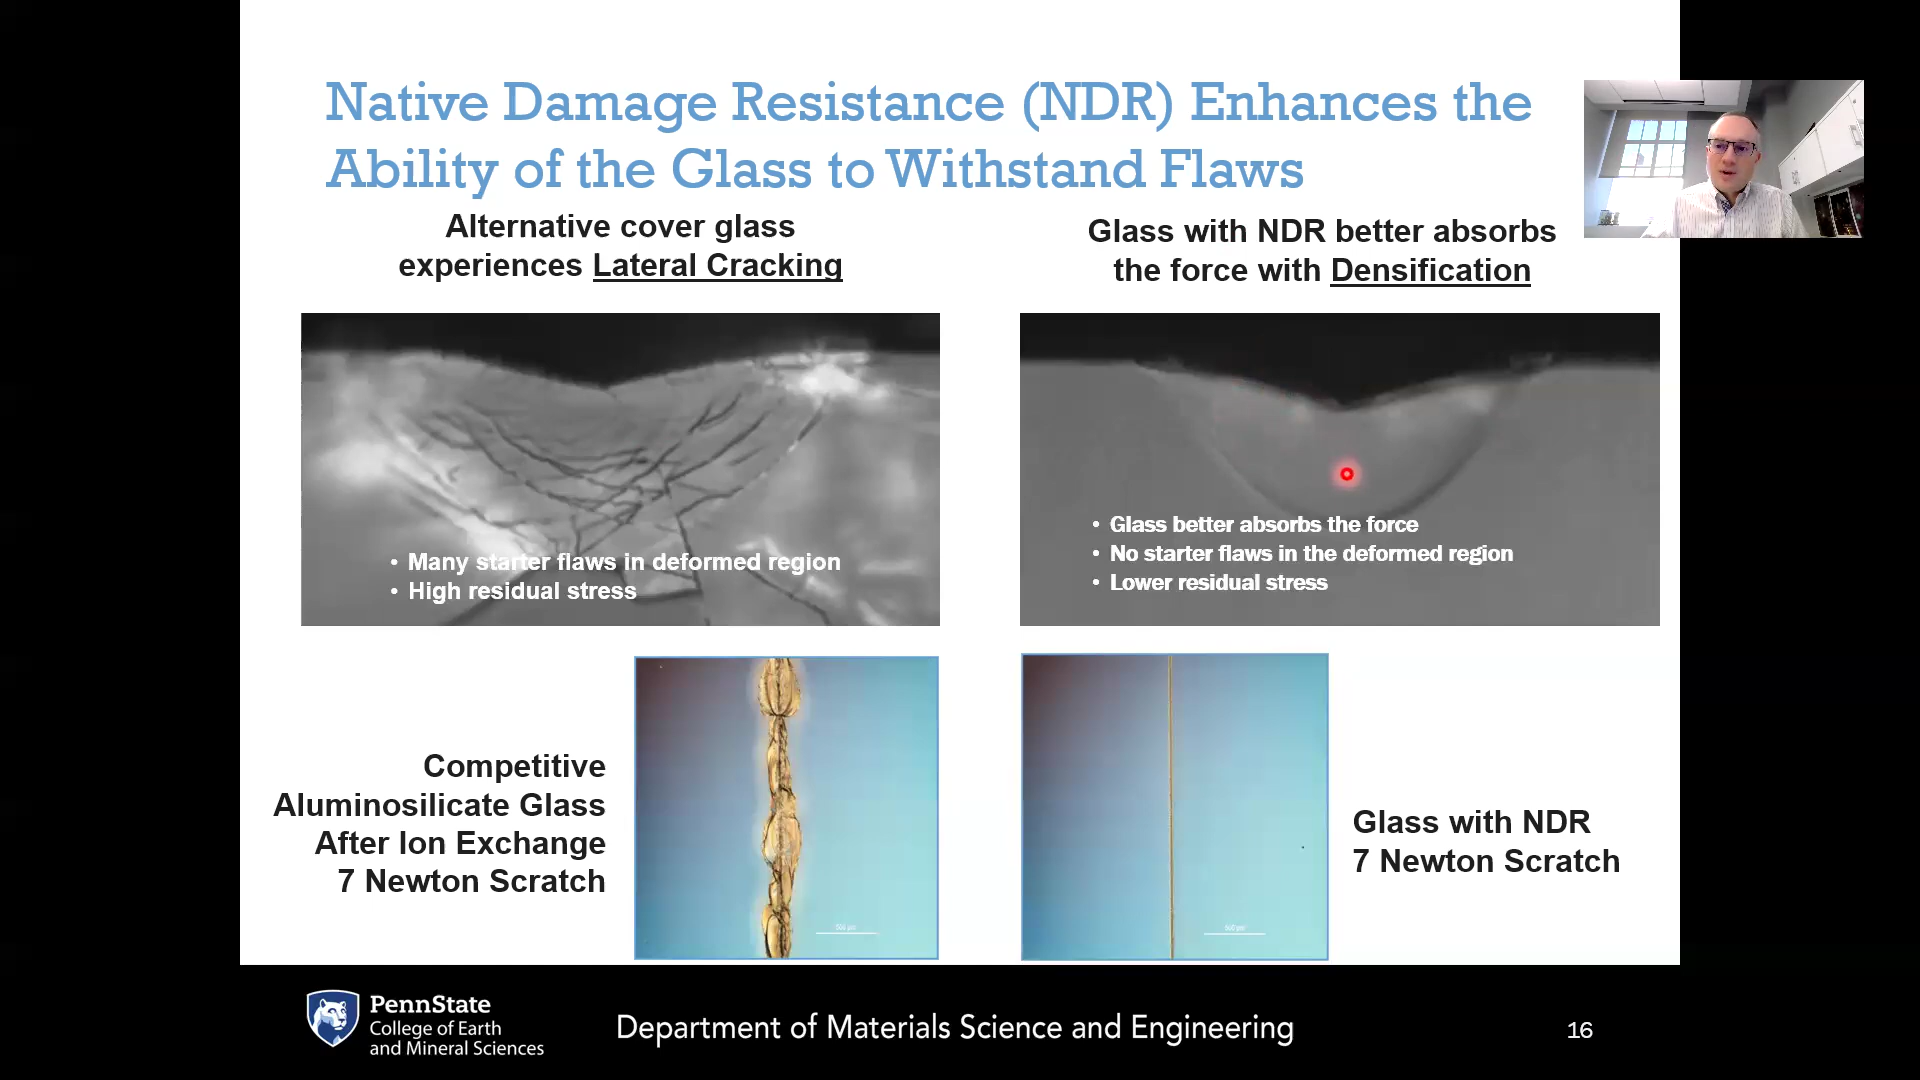 Native Damage Resistance (NDR) Enhances the
Ability of the Glass to Withstand Flaws
Alternative cover glass
experiences Lateral Cracking
Glass with NDR better absorbs
the force with Densification
• Many starter flaws in deformed region
• High residual stress
• Glass better absorbs the force
• No starter flaws in the deformed region
• Lower residual stress
Competitive
Aluminosilicate Glass
After Ion Exchange
7 Newton Scratch
500 µm
500 µm
Glass with NDR
7 Newton Scratch
PennState
College of Earth
and Mineral Sciences
Department of Materials Science and Engineering
16